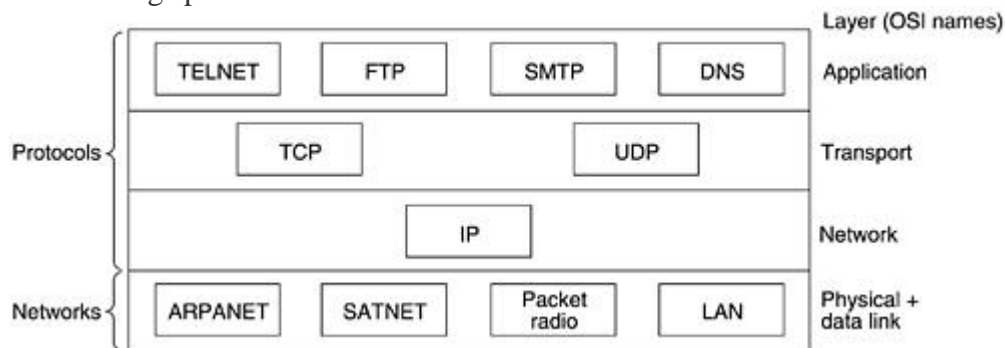 Layer (OSI names)
TELNET FTP SMTP DNS Application
Protocols TCP UDP Transport
IP Network
Networks ARPANET SATNET Packet radio LAN Physical + data link